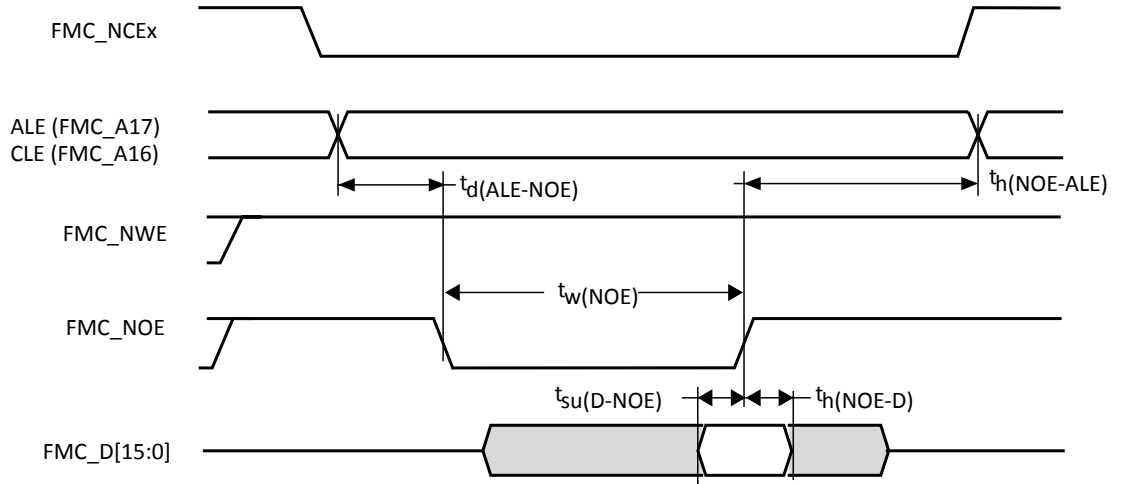 FMC_NCEx
ALE (FMC_A17)
CLE (FMC_A16)
td(ALE-NOE)
th(NOE-ALE)
FMC_NWE
tw(NOE)
FMC_NOE
tsu(D-NOE)
th(NOE-D)
FMC_D[15:0]